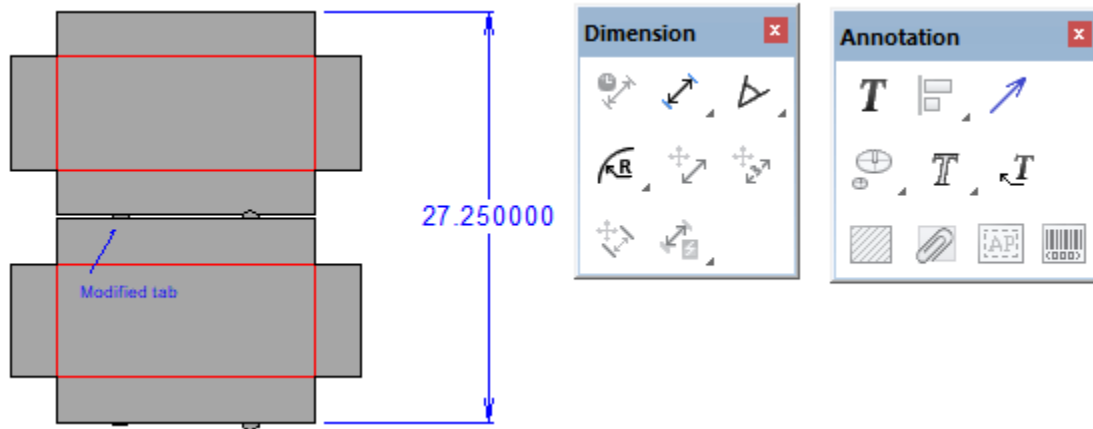 Dimension
Annotation
T
R
T
T
AP
27.250000
Modified tab